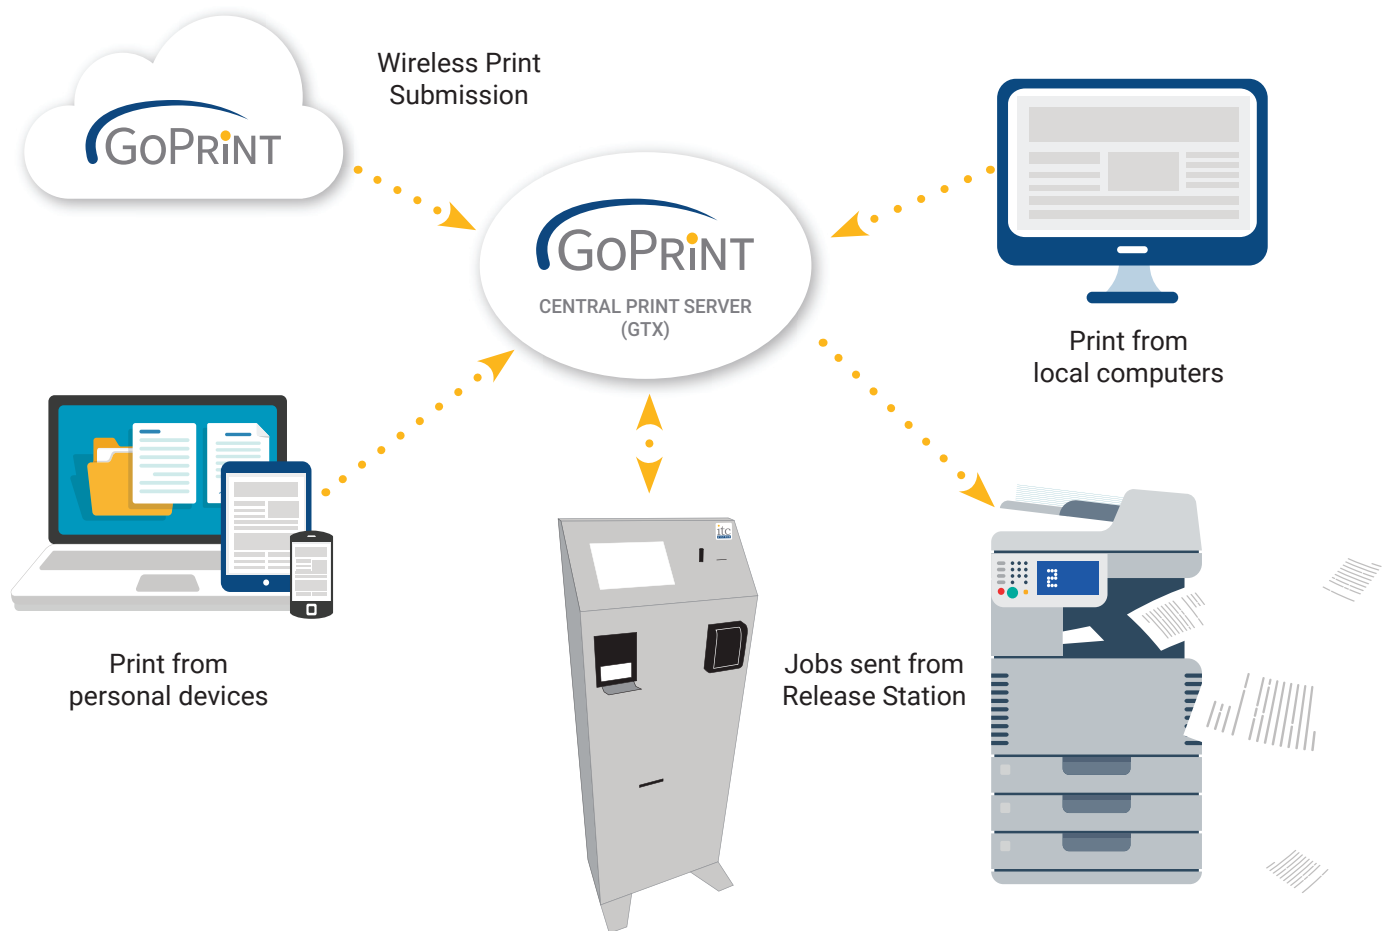 GoPrint
Wireless Print
Submission
GoPrint
CENTRAL PRINT SERVER
(GTX)
Print from
local computers
itc
2
Print from
personal devices
Jobs sent from
Release Station